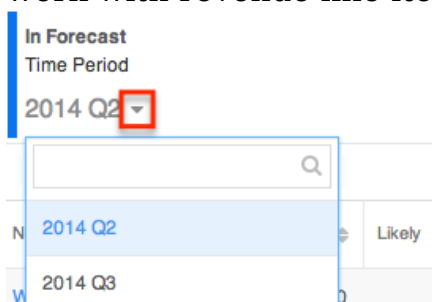 In Forecast
Time Period
2014 Q2
2014 Q2
N Likely
2014 Q3
W